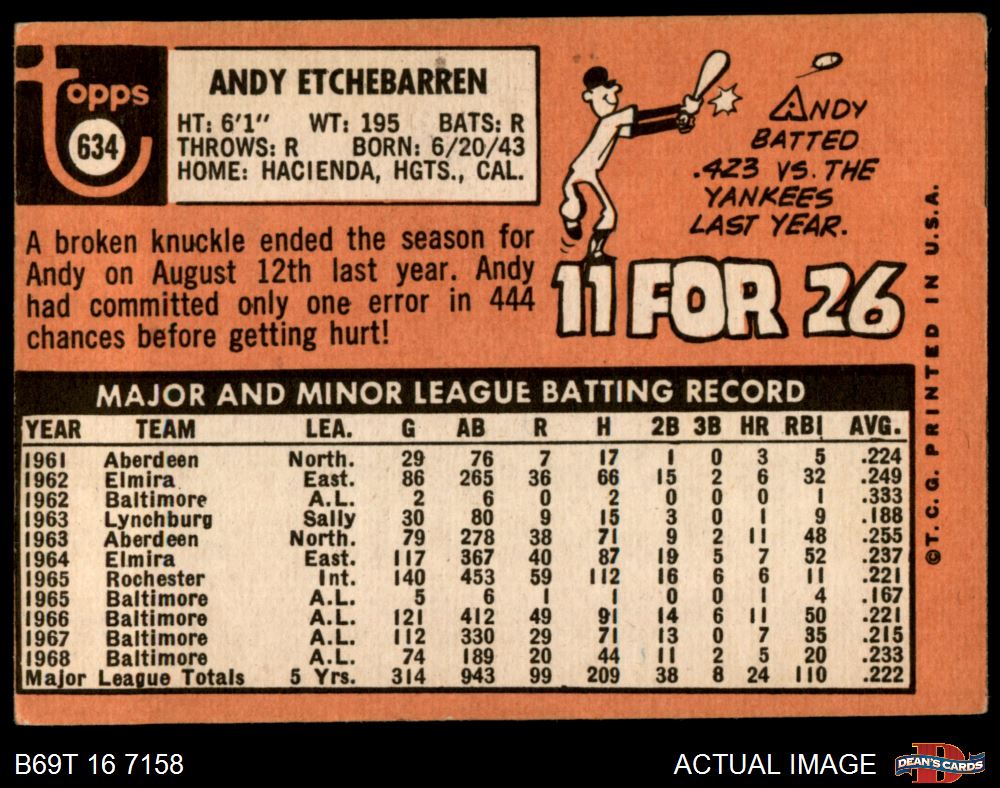 topps
634
ANDY ETCHEBARREN
HT: 6'1" WT: 195 BATS: R
THROWS: R BORN: 6/20/43
HOME: HACIENDA, HGTS., CAL.
A broken knuckle ended the season for
Andy on August 12th last year. Andy
had committed only one error in 444
chances before getting hurt!
ANDY
BATTED
.423 VS. THE
YANKEES
LAST YEAR.
11 FOR 26
MAJOR AND MINOR LEAGUE BATTING RECORD
YEAR TEAM LEA. G AB R H 2B 3B HR RBI AVG.
1961 Aberdeen North. 29 76 7 17 1 0 3 5 .224
1962 Elmira East. 86 265 36 66 15 2 6 32 .249
1962 Baltimore A.L. 2 6 0 2 0 0 0 1 .333
1963 Lynchburg Sally 30 80 9 15 3 0 1 9 .188
1963 Aberdeen North. 79 278 38 71 9 2 11 48 .255
1964 Elmira East. 117 367 40 87 19 5 7 52 .237
1965 Rochester Int. 140 453 59 112 16 6 6 11 .221
1965 Baltimore A.L. 5 6 1 1 0 0 1 4 .167
1966 Baltimore A.L. 121 412 49 91 14 6 11 50 .221
1967 Baltimore A.L. 112 330 29 71 13 0 7 35 .215
1968 Baltimore A.L. 74 189 20 44 11 2 5 20 .233
Major League Totals 5 Yrs. 314 943 99 209 38 8 24 110 .222
©T.C.G. PRINTED IN U.S.A.
B69T 16 7158
ACTUAL IMAGE
DEAN'S CARDS